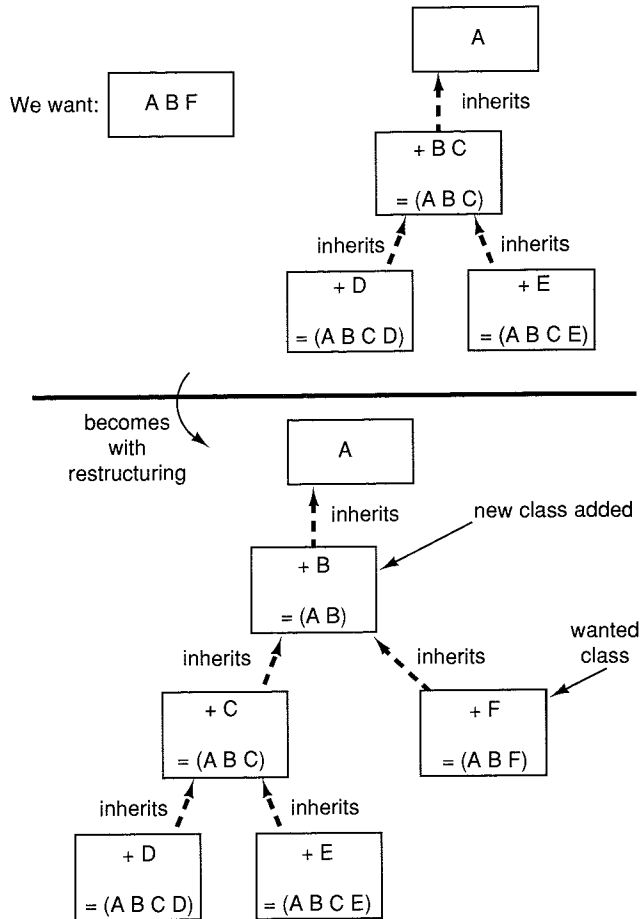 A
We want:
A B F
inherits
+ B C
= (A B C)
inherits
inherits
+ D
+ E
= (A B C D)
= (A B C E)
becomes
with
restructuring
A
inherits
new class added
+ B
= (A B)
wanted
class
inherits
inherits
+ C
+ F
= (A B C)
= (A B F)
inherits
inherits
+ D
+ E
= (A B C D)
= (A B C E)